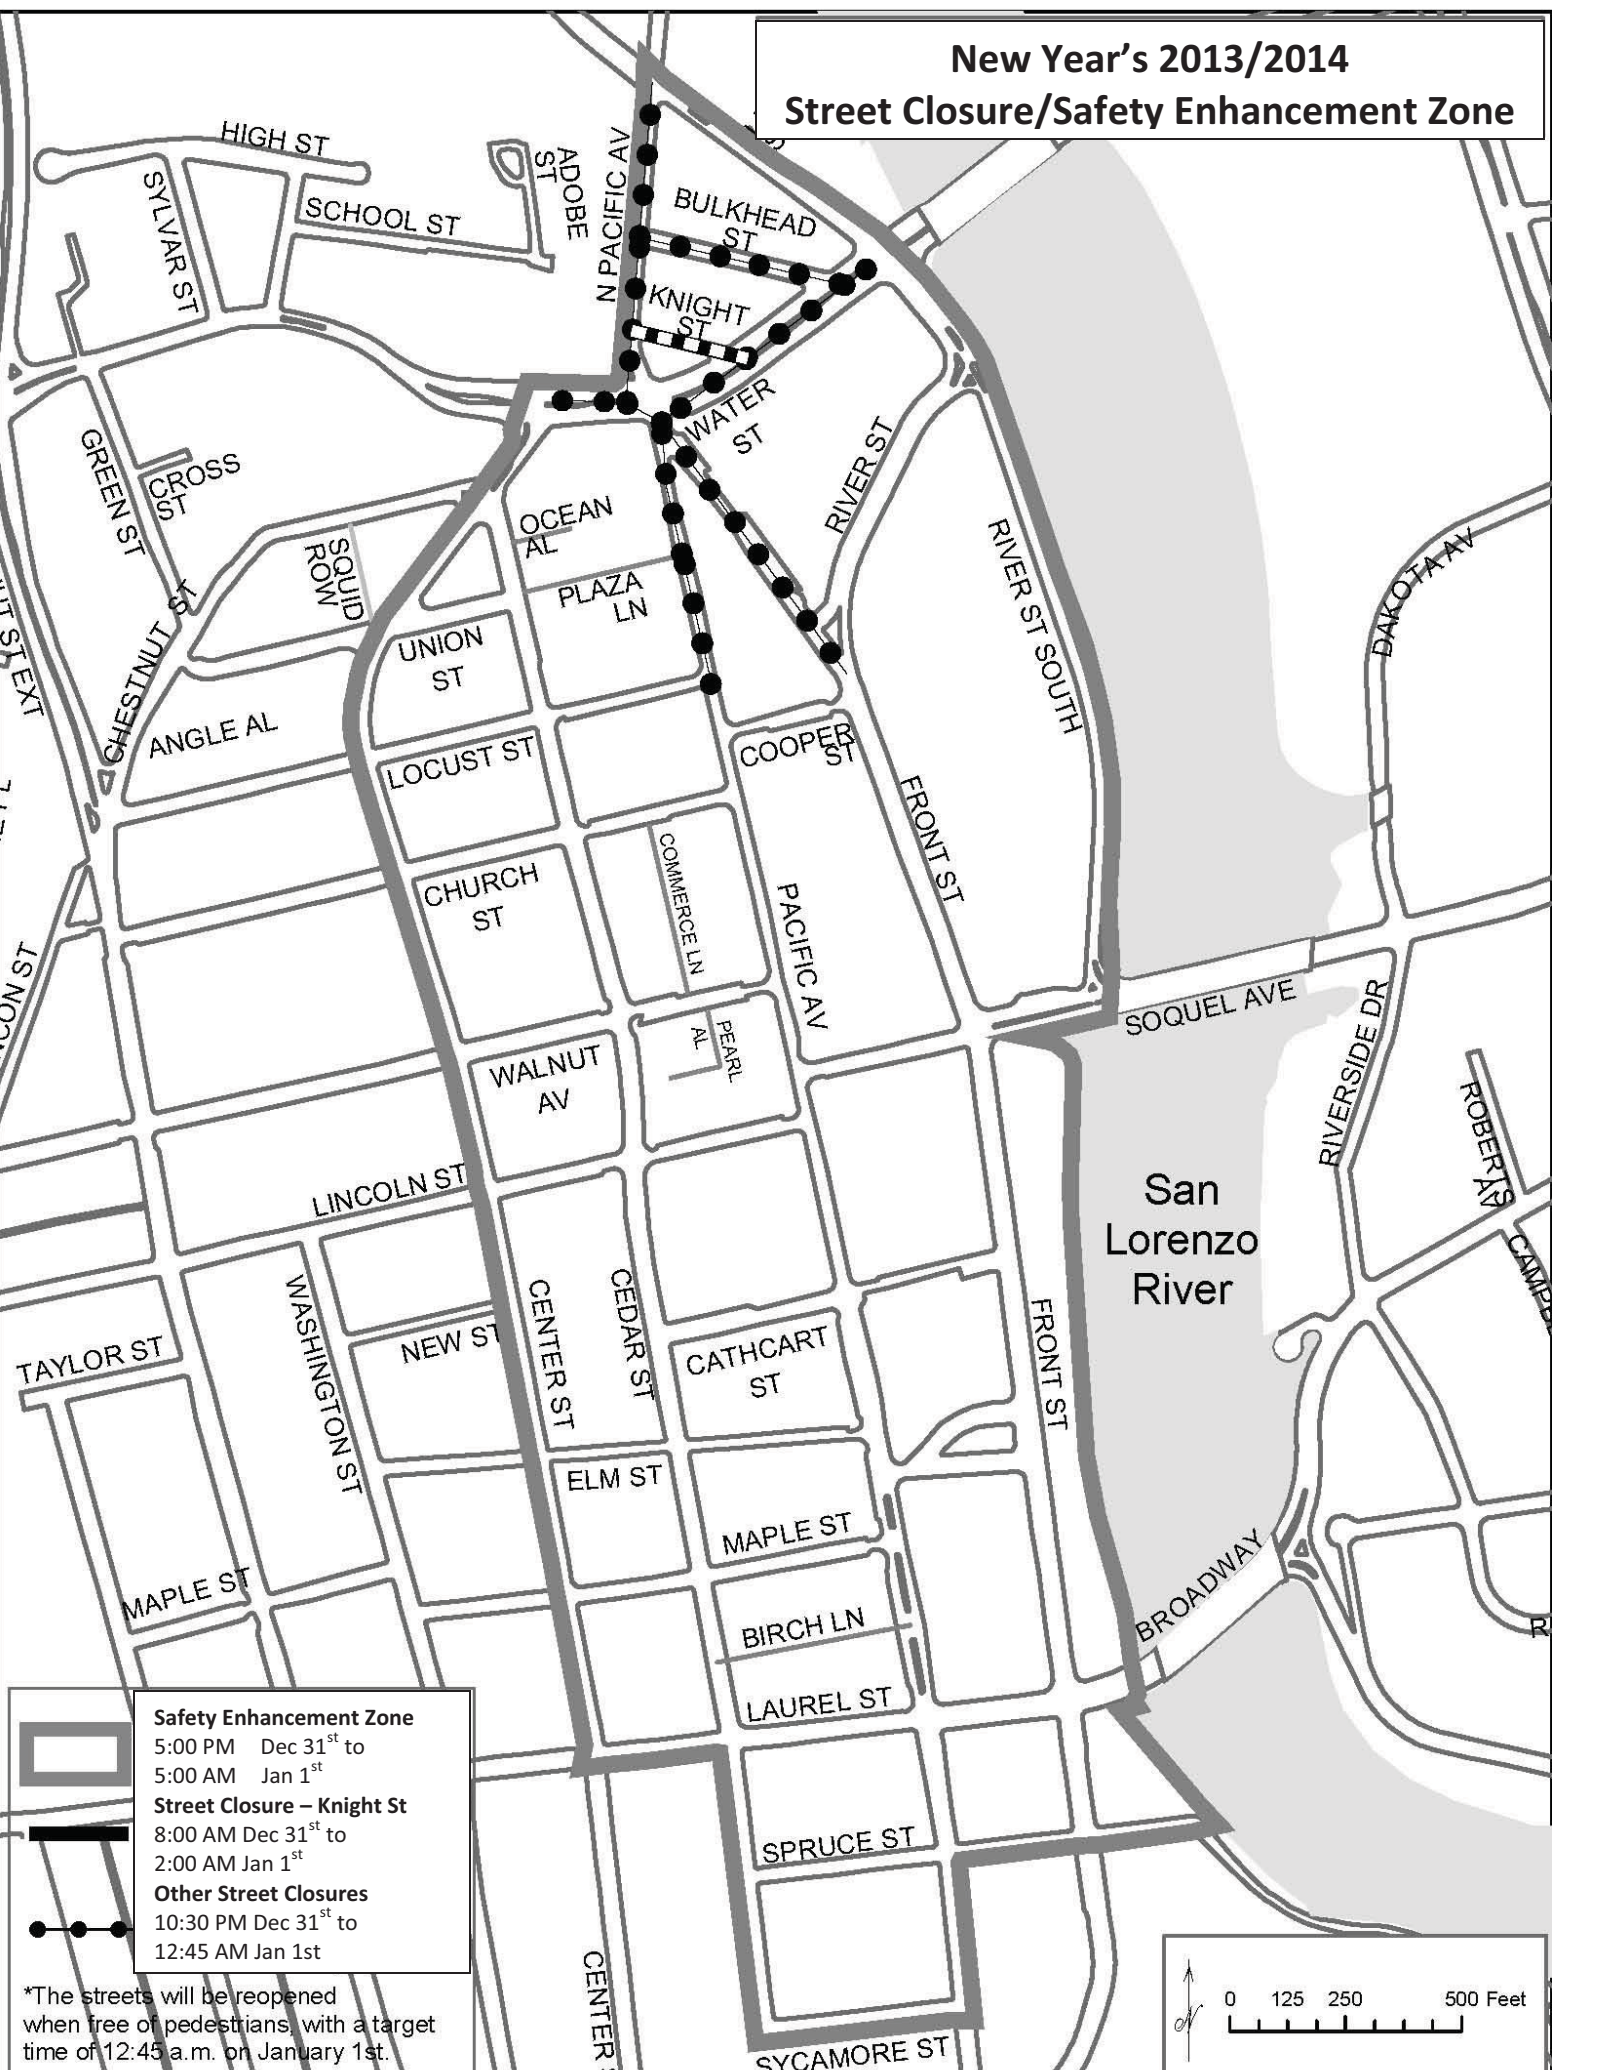 New Year’s 2013/2014
Street Closure/Safety Enhancement Zone
HIGH ST
SYLVAR ST
SCHOOL ST
ADOBE
ST
N PACIFIC AV
BULKHEAD
ST
KNIGHT
ST
WATER
ST
RIVER ST
RIVER ST SOUTH
DAKOTA AV
GREEN ST
CROSS
ST
SQUID
ROW
CHESTNUT ST
ST EXT
OCEAN
AL
PLAZA
LN
UNION
ST
ANGLE AL
LOCUST ST
COOPER
ST
FRONT ST
CHURCH
ST
COMMERCE LN
PACIFIC AV
SOQUEL AVE
RIVERSIDE DR
PEARL
AL
WALNUT
AV
ROBERTS
AV
LINCOLN ST
San
Lorenzo
River
WASHINGTON ST
NEW ST
TAYLOR ST
CENTER ST
CEDAR ST
CATHCART
ST
FRONT ST
ELM ST
MAPLE ST
MAPLE ST
BIRCH LN
BROADWAY
LAUREL ST
SPRUCE ST
CENTER
SYCAMORE ST
Safety Enhancement Zone
5:00 PM Dec 31st to
5:00 AM Jan 1st
Street Closure – Knight St
8:00 AM Dec 31st to
2:00 AM Jan 1st
Other Street Closures
10:30 PM Dec 31st to
12:45 AM Jan 1st
*The streets will be reopened
when free of pedestrians, with a target
time of 12:45 a.m. on January 1st.
N
0 125 250 500 Feet